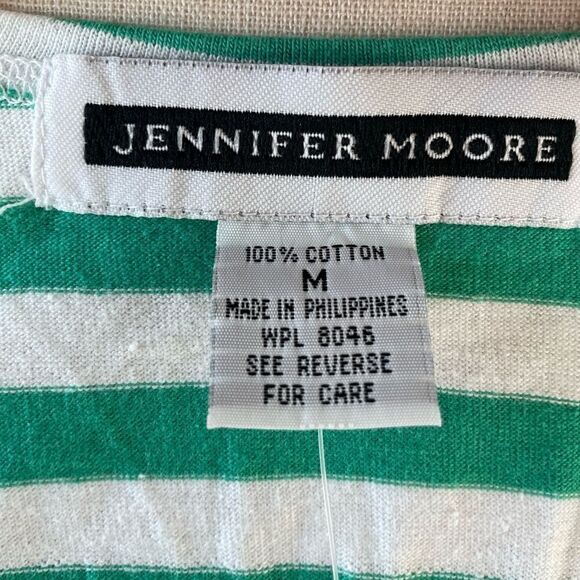 JENNIFER MOORE
100% COTTON
M
MADE IN PHILIPPINES
WPL 8046
SEE REVERSE
FOR CARE